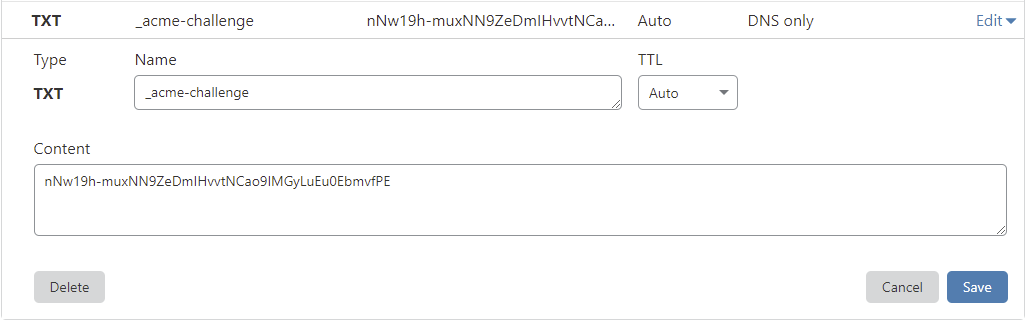 TXT _acme-challenge nNw19h-muxNN9ZeDmIHvvtNCa... Auto DNS only Edit
Type Name TTL
TXT _acme-challenge Auto
Content
nNw19h-muxNN9ZeDmIHvvtNCao9IMGyLuEu0EbmvfPE
Delete Cancel Save